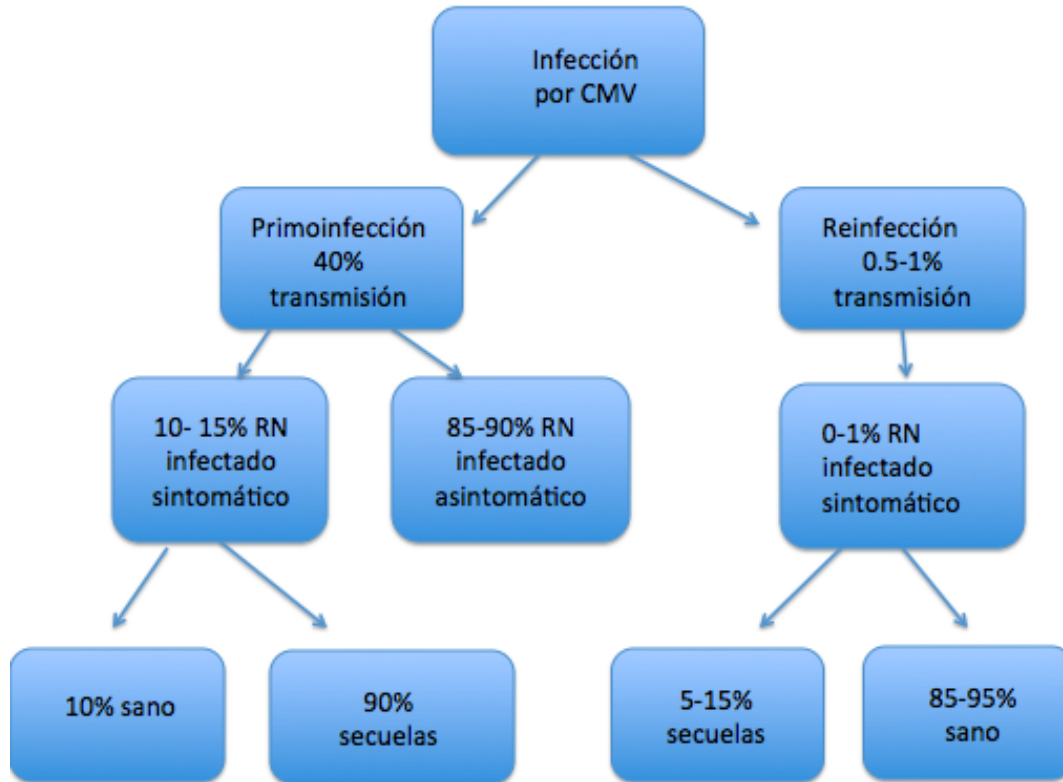 Infección
por CMV
Primoinfección
40%
transmisión
Reinfección
0.5-1%
transmisión
10- 15% RN
infectado
sintomático
85-90% RN
infectado
asintomático
0-1% RN
infectado
sintomático
10% sano
90%
secuelas
5-15%
secuelas
85-95%
sano